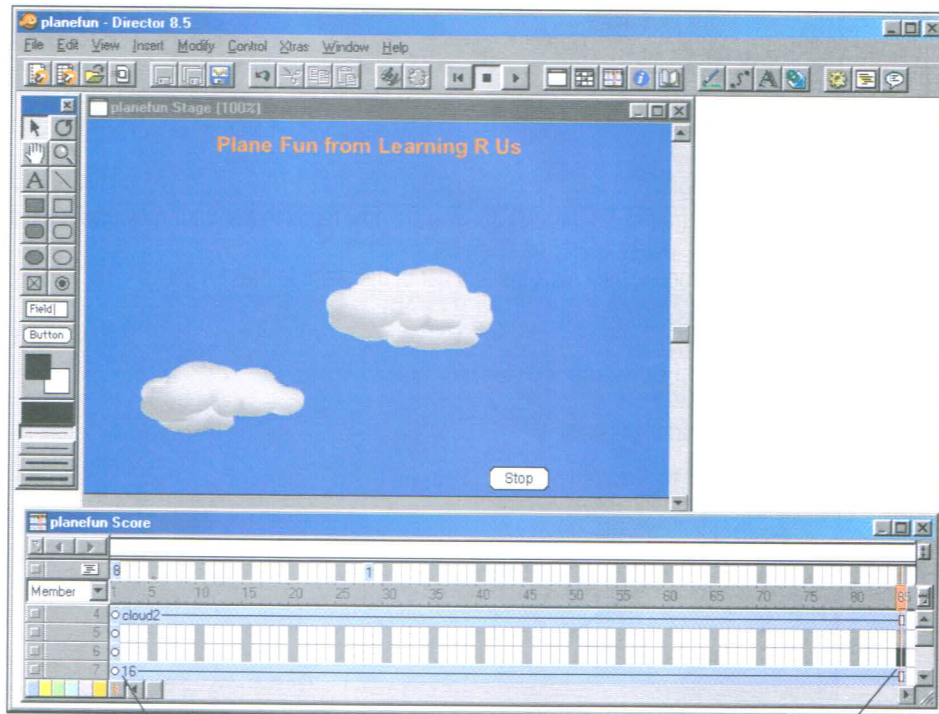 planefun - Director 8.5
File Edit View Insert Modify Control Xtras Window Help
planefun Stage (100%)
Plane Fun from Learning R Us
A
Field
Button
Stop
planefun Score
8 1
Member 1 5 10 15 20 25 30 35 40 45 50 55 60 65 70 75 80 85
4 cloud2
5
6
7 16